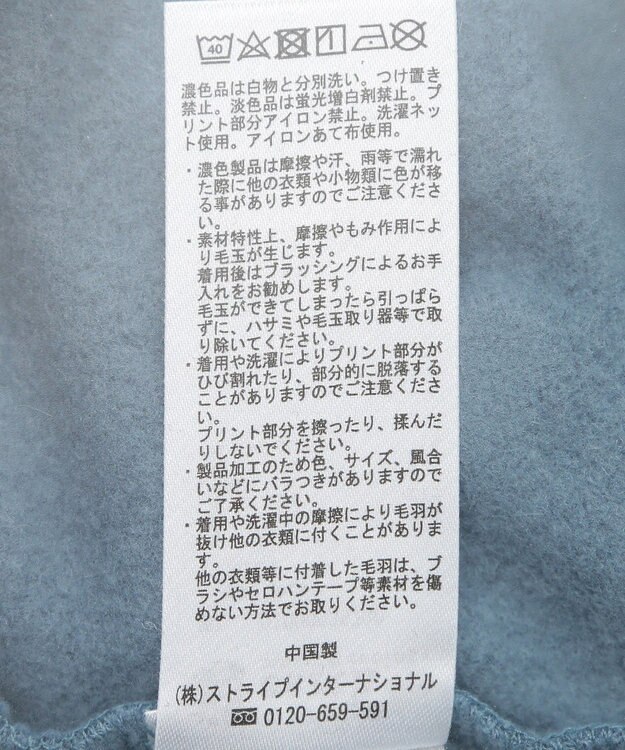 40
濃色品は白物と分別洗い。つけ置き
禁止。淡色品は蛍光増白剤禁止。プ
リント部分アイロン禁止。洗濯ネッ
ト使用。アイロンあて布使用。
・濃色製品は摩擦や汗、雨等で濡れ
た際に他の衣類や小物類に色が移
る事がありますのでご注意くださ
い。
・素材特性上、摩擦やもみ作用によ
り毛玉が生じます。
着用後はブラッシングによるお手
入れをお勧めします。
毛玉ができてしまったら引っぱら
ずに、ハサミや毛玉取り器等で取
り除いてください。
・着用や洗濯によりプリント部分が
ひび割れたり、部分的に脱落する
ことがありますのでご注意くださ
い。
プリント部分を擦ったり、揉んだ
りしないでください。
・製品加工のため色、サイズ、風合
いなどにバラつきがありますので
ご了承ください。
・着用や洗濯中の摩擦により毛羽が
抜け他の衣類に付くことがありま
す。
他の衣類等に付着した毛羽は、ブ
ラシやセロハンテープ等素材を傷
めない方法でお取りください。
中国製
(株)ストライプインターナショナル
0120-659-591